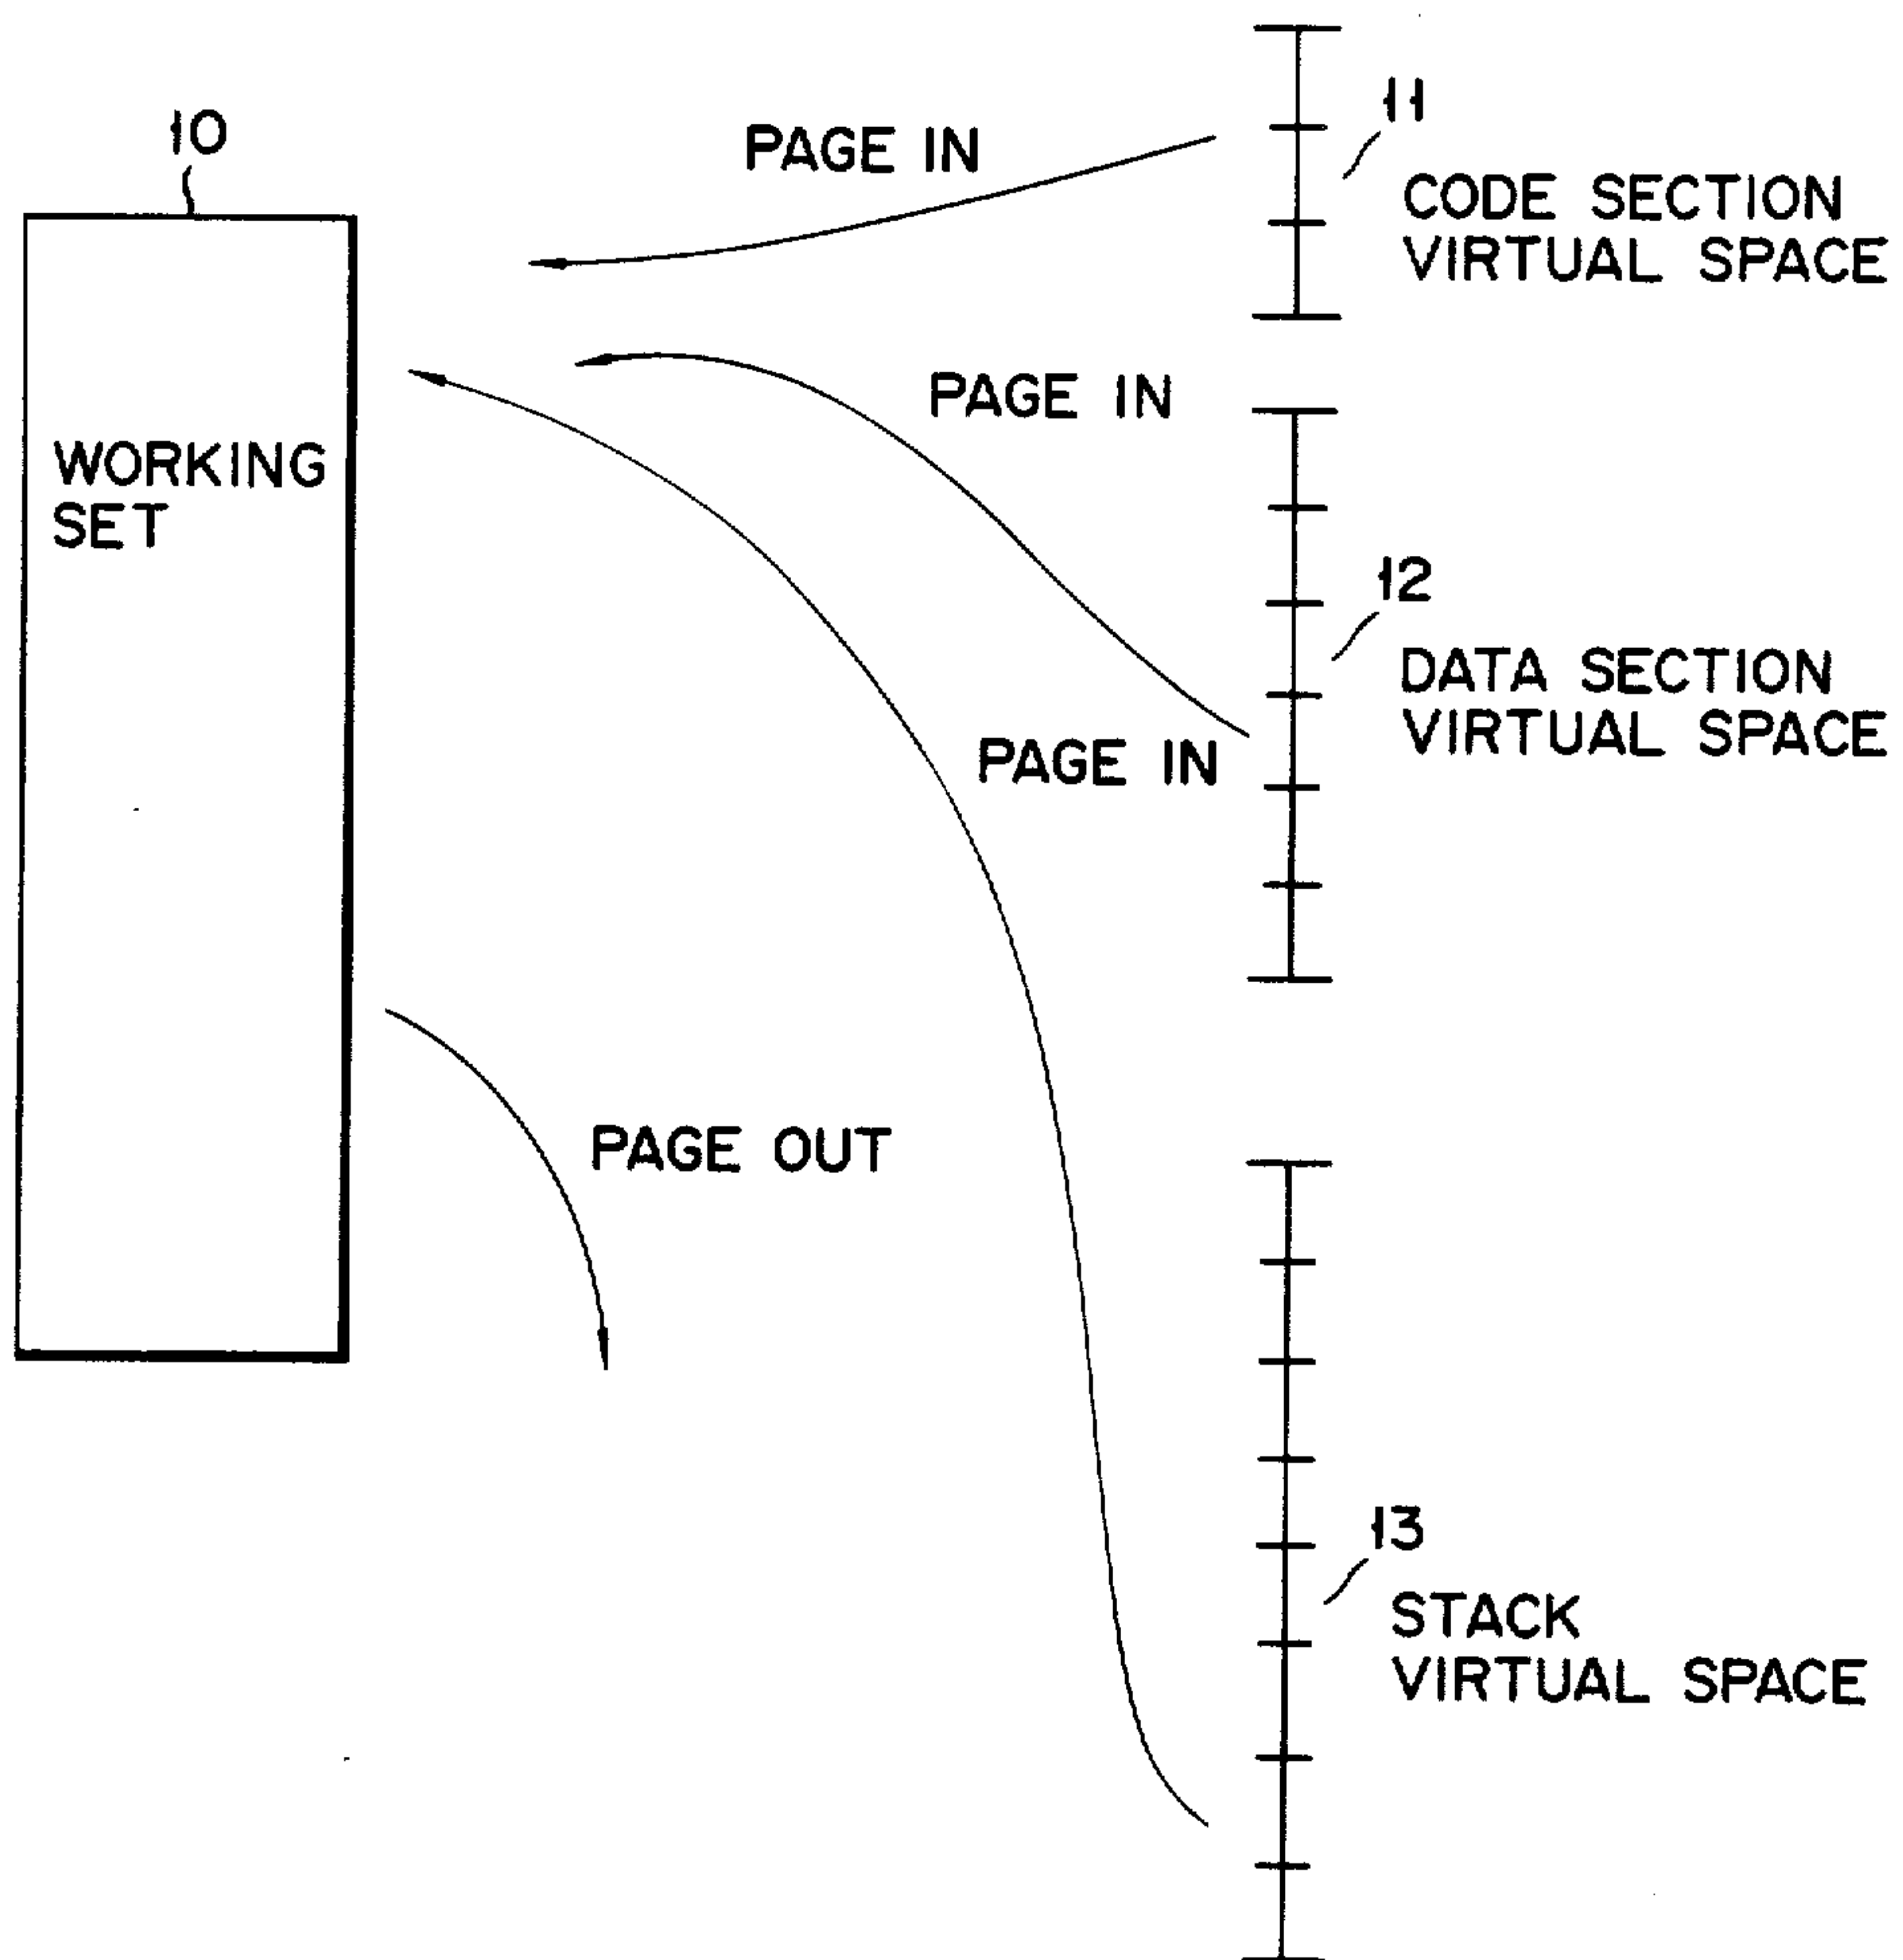 10
WORKING
SET
PAGE IN
11
CODE SECTION
VIRTUAL SPACE
PAGE IN
12
DATA SECTION
VIRTUAL SPACE
PAGE IN
PAGE OUT
13
STACK
VIRTUAL SPACE